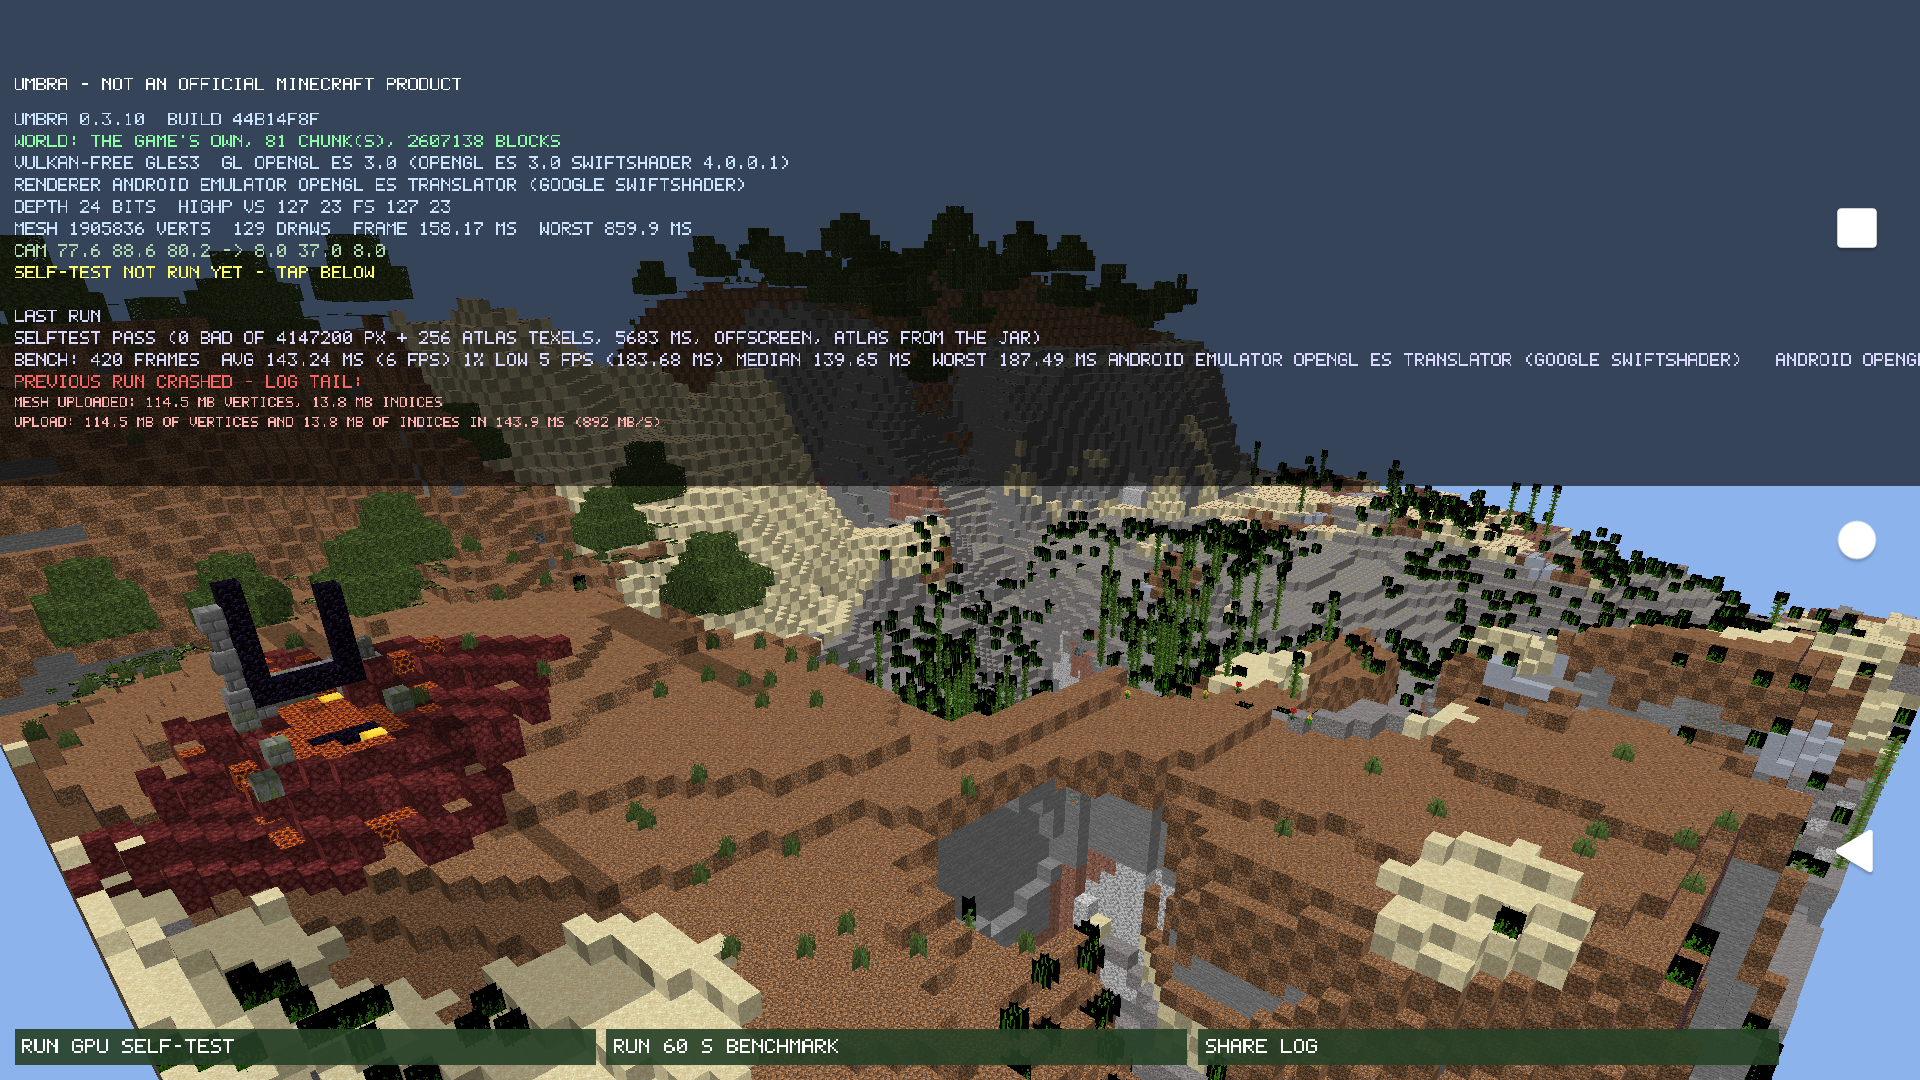 UMBRA - NOT AN OFFICIAL MINECRAFT PRODUCT
UMBRA 0.3.10 BUILD 44B14F8F
WORLD: THE GAME'S OWN, 81 CHUNK(S), 2607138 BLOCKS
VULKAN-FREE GLES3 GL OPENGL ES 3.0 (OPENGL ES 3.0 SWIFTSHADER 4.0.0.1)
RENDERER ANDROID EMULATOR OPENGL ES TRANSLATOR (GOOGLE SWIFTSHADER)
DEPTH 24 BITS HIGHP VS 127 23 FS 127 23
MESH 1905836 VERTS 129 DRAWS FRAME 158.17 MS WORST 859.9 MS
CAM 77.6 88.6 80.2 -> 8.0 37.0 8.0
SELF-TEST NOT RUN YET - TAP BELOW
LAST RUN
SELFTEST PASS (0 BAD OF 4147200 PX + 256 ATLAS TEXELS, 5683 MS, OFFSCREEN, ATLAS FROM THE JAR)
BENCH: 420 FRAMES AVG 143.24 MS (6 FPS) 1% LOW 5 FPS (183.68 MS) MEDIAN 139.65 MS WORST 187.49 MS ANDROID EMULATOR OPENGL ES TRANSLATOR (GOOGLE SWIFTSHADER) ANDROID OPENG
PREVIOUS RUN CRASHED - LOG TAIL:
MESH UPLOADED: 114.5 MB VERTICES, 13.8 MB INDICES
UPLOAD: 114.5 MB OF VERTICES AND 13.8 MB OF INDICES IN 143.9 MS (892 MB/S)
RUN GPU SELF-TEST
RUN 60 S BENCHMARK
SHARE LOG